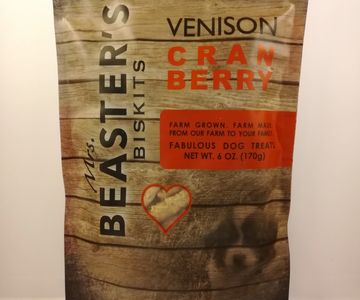 Mrs.
BEASTER'S
BISKITS
VENISON
CRAN
BERRY
FARM GROWN. FARM MADE.
FROM OUR FARM TO YOUR FAMILY.
FABULOUS DOG TREATS
NET WT. 6 OZ. (170g)